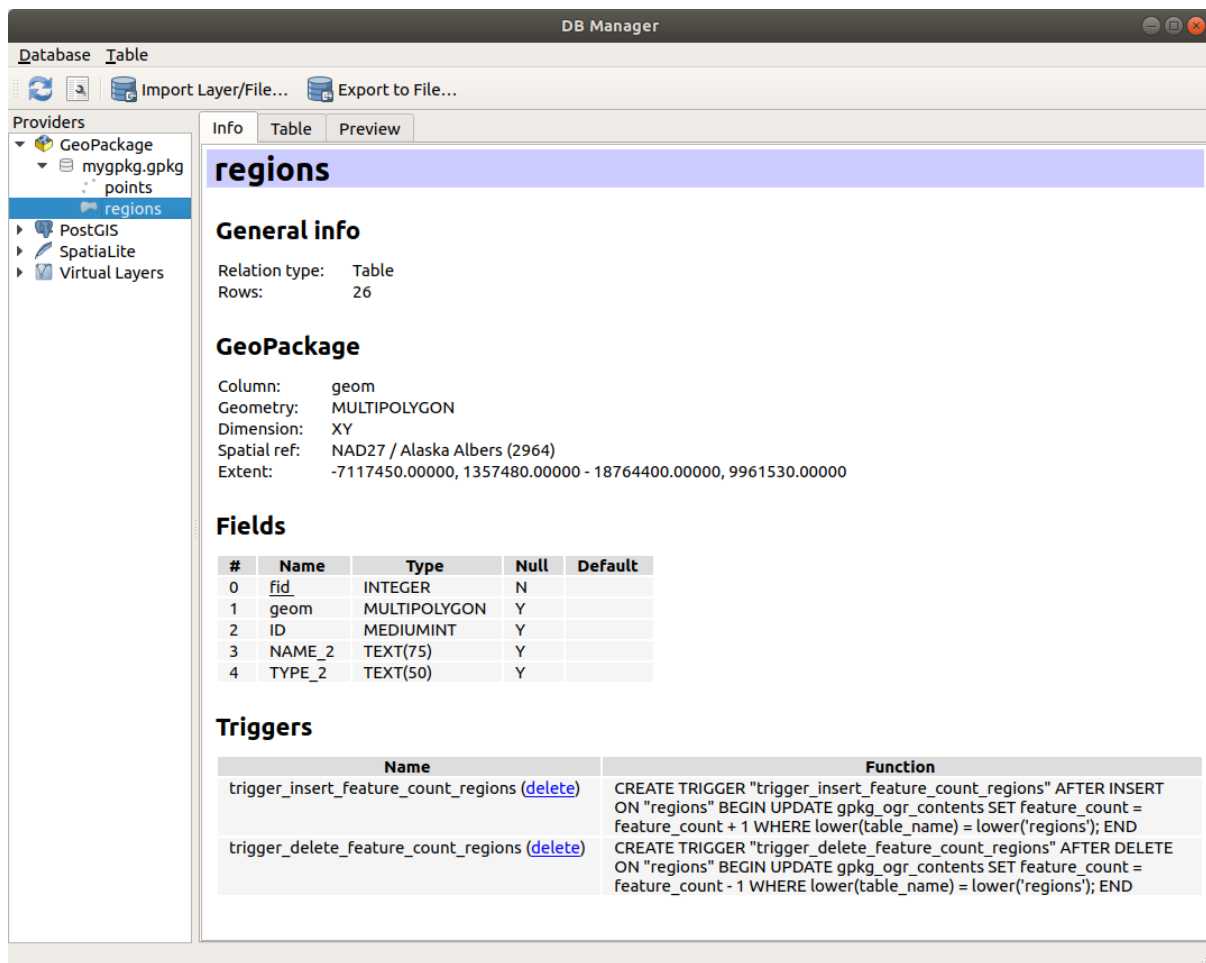 DB Manager
Database Table
Import Layer/File... Export to File...
Providers
GeoPackage
mygpkg.gpkg
points
regions
PostGIS
SpatiaLite
Virtual Layers
Info Table Preview
regions
General info
Relation type: Table
Rows: 26
GeoPackage
Column: geom
Geometry: MULTIPOLYGON
Dimension: XY
Spatial ref: NAD27 / Alaska Albers (2964)
Extent: -7117450.00000, 1357480.00000 - 18764400.00000, 9961530.00000
Fields
# Name Type Null Default
0 fid INTEGER N
1 geom MULTIPOLYGON Y
2 ID MEDIUMINT Y
3 NAME_2 TEXT(75) Y
4 TYPE_2 TEXT(50) Y
Triggers
Name Function
trigger_insert_feature_count_regions (delete) CREATE TRIGGER "trigger_insert_feature_count_regions" AFTER INSERT
ON "regions" BEGIN UPDATE gpkg_ogr_contents SET feature_count =
feature_count + 1 WHERE lower(table_name) = lower('regions'); END
trigger_delete_feature_count_regions (delete) CREATE TRIGGER "trigger_delete_feature_count_regions" AFTER DELETE
ON "regions" BEGIN UPDATE gpkg_ogr_contents SET feature_count =
feature_count - 1 WHERE lower(table_name) = lower('regions'); END